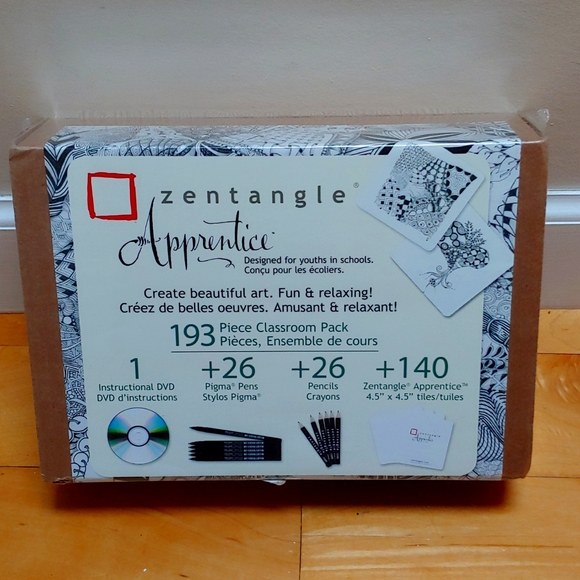 zentangle®
Apprentice™
Designed for youths in schools.
Conçu pour les écoliers.
Create beautiful art. Fun & relaxing!
Créez de belles oeuvres. Amusant & relaxant!
193 Piece Classroom Pack
Pièces, Ensemble de cours
1
Instructional DVD
DVD d'instructions
+26
Pigma® Pens
Stylos Pigma®
+26
Pencils
Crayons
+140
Zentangle® Apprentice™
4.5" x 4.5" tiles/tuiles
Apprentice